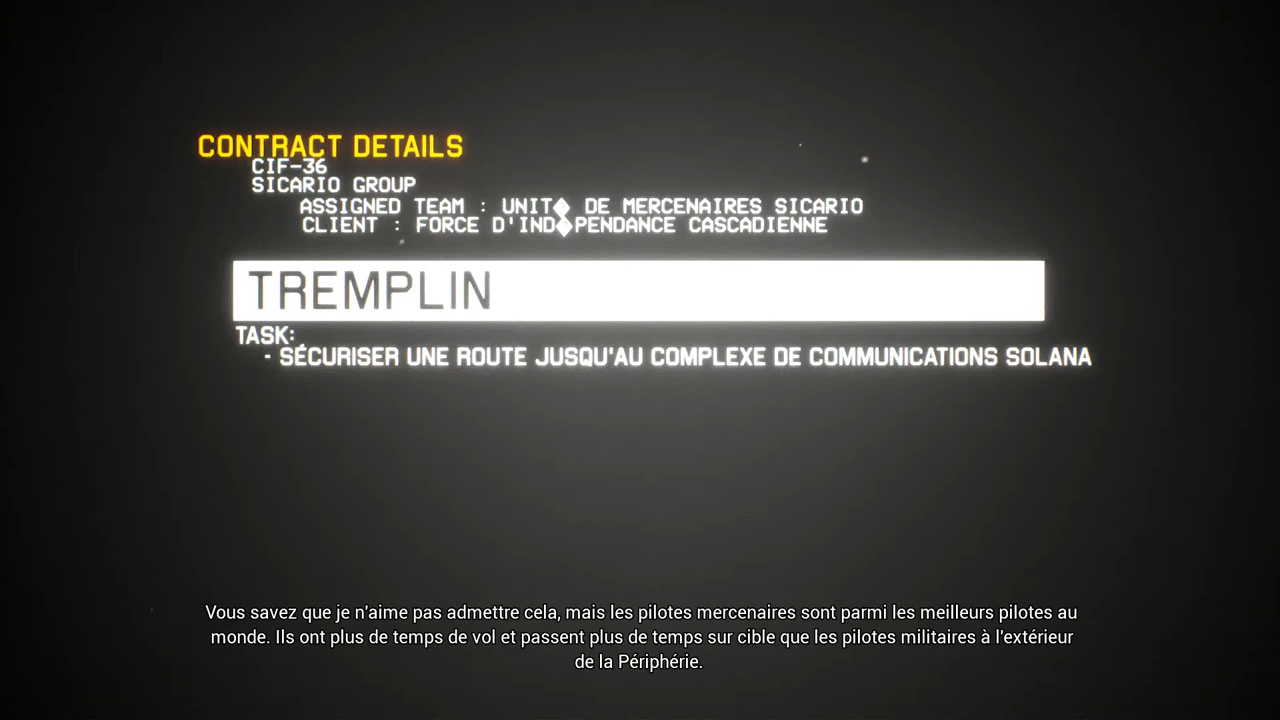 CONTRACT DETAILS
CIF-36
SICARIO GROUP
ASSIGNED TEAM : UNIT� DE MERCENAIRES SICARIO
CLIENT : FORCE D'IND�PENDANCE CASCADIENNE
TREMPLIN
TASK:
- SÉCURISER UNE ROUTE JUSQU'AU COMPLEXE DE COMMUNICATIONS SOLANA
Vous savez que je n'aime pas admettre cela, mais les pilotes mercenaires sont parmi les meilleurs pilotes au
monde. Ils ont plus de temps de vol et passent plus de temps sur cible que les pilotes militaires à l'extérieur
de la Périphérie.